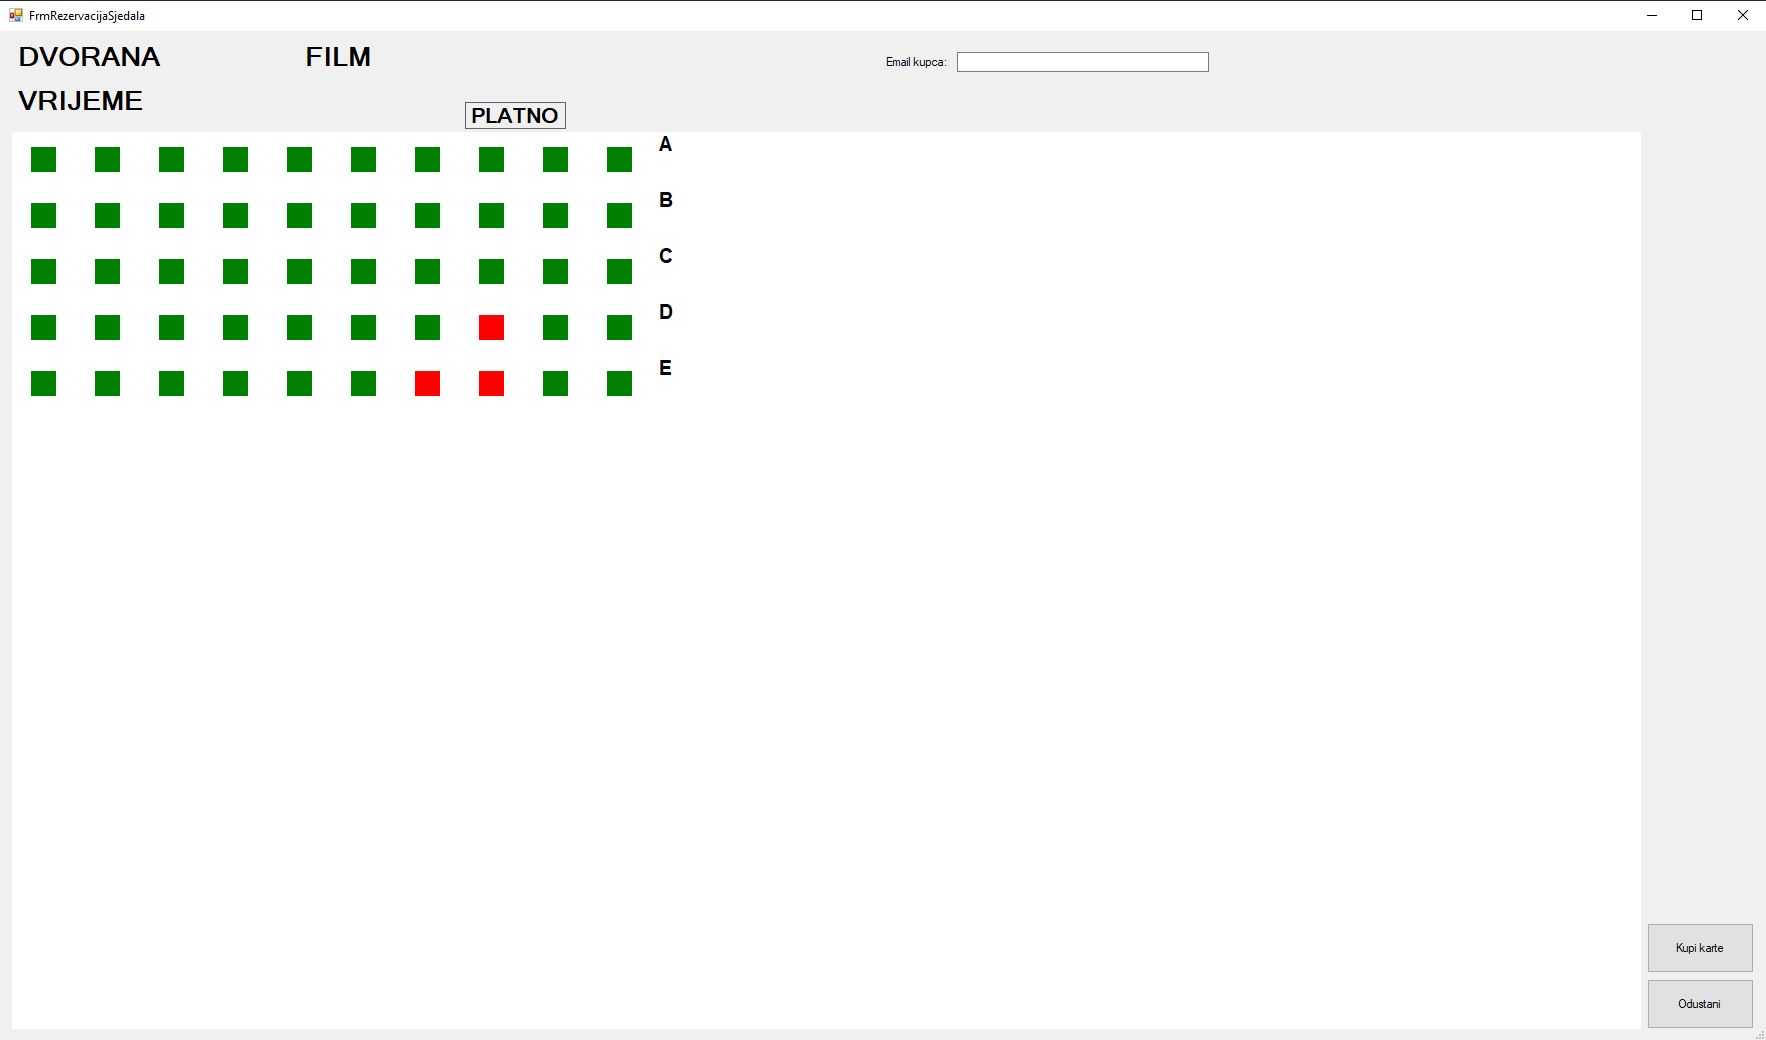 FrmRezervacijaSjedala
DVORANA
FILM
Email kupca:
VRIJEME
PLATNO
A
B
C
D
E
Kupi karte
Odustani